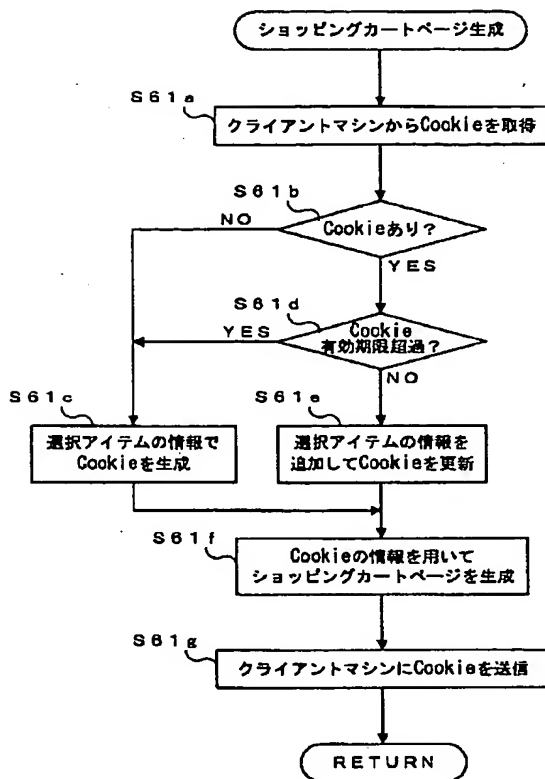 ショッピングカートページ生成
S61a
クライアントマシンからCookieを取得
S61b
NO
Cookieあり?
YES
S61d
YES
Cookie
有効期限超過?
NO
S61c
S61e
選択アイテムの情報で
Cookieを生成
選択アイテムの情報を
追加してCookieを更新
S61f
Cookieの情報を用いて
ショッピングカートページを生成
S61g
クライアントマシンにCookieを送信
RETURN